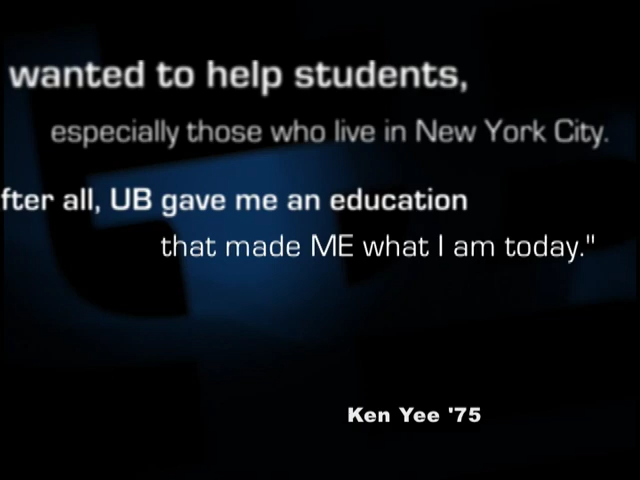 wanted to help students,
especially those who live in New York City.
fter all, UB gave me an education
that made ME what I am today."
Ken Yee '75